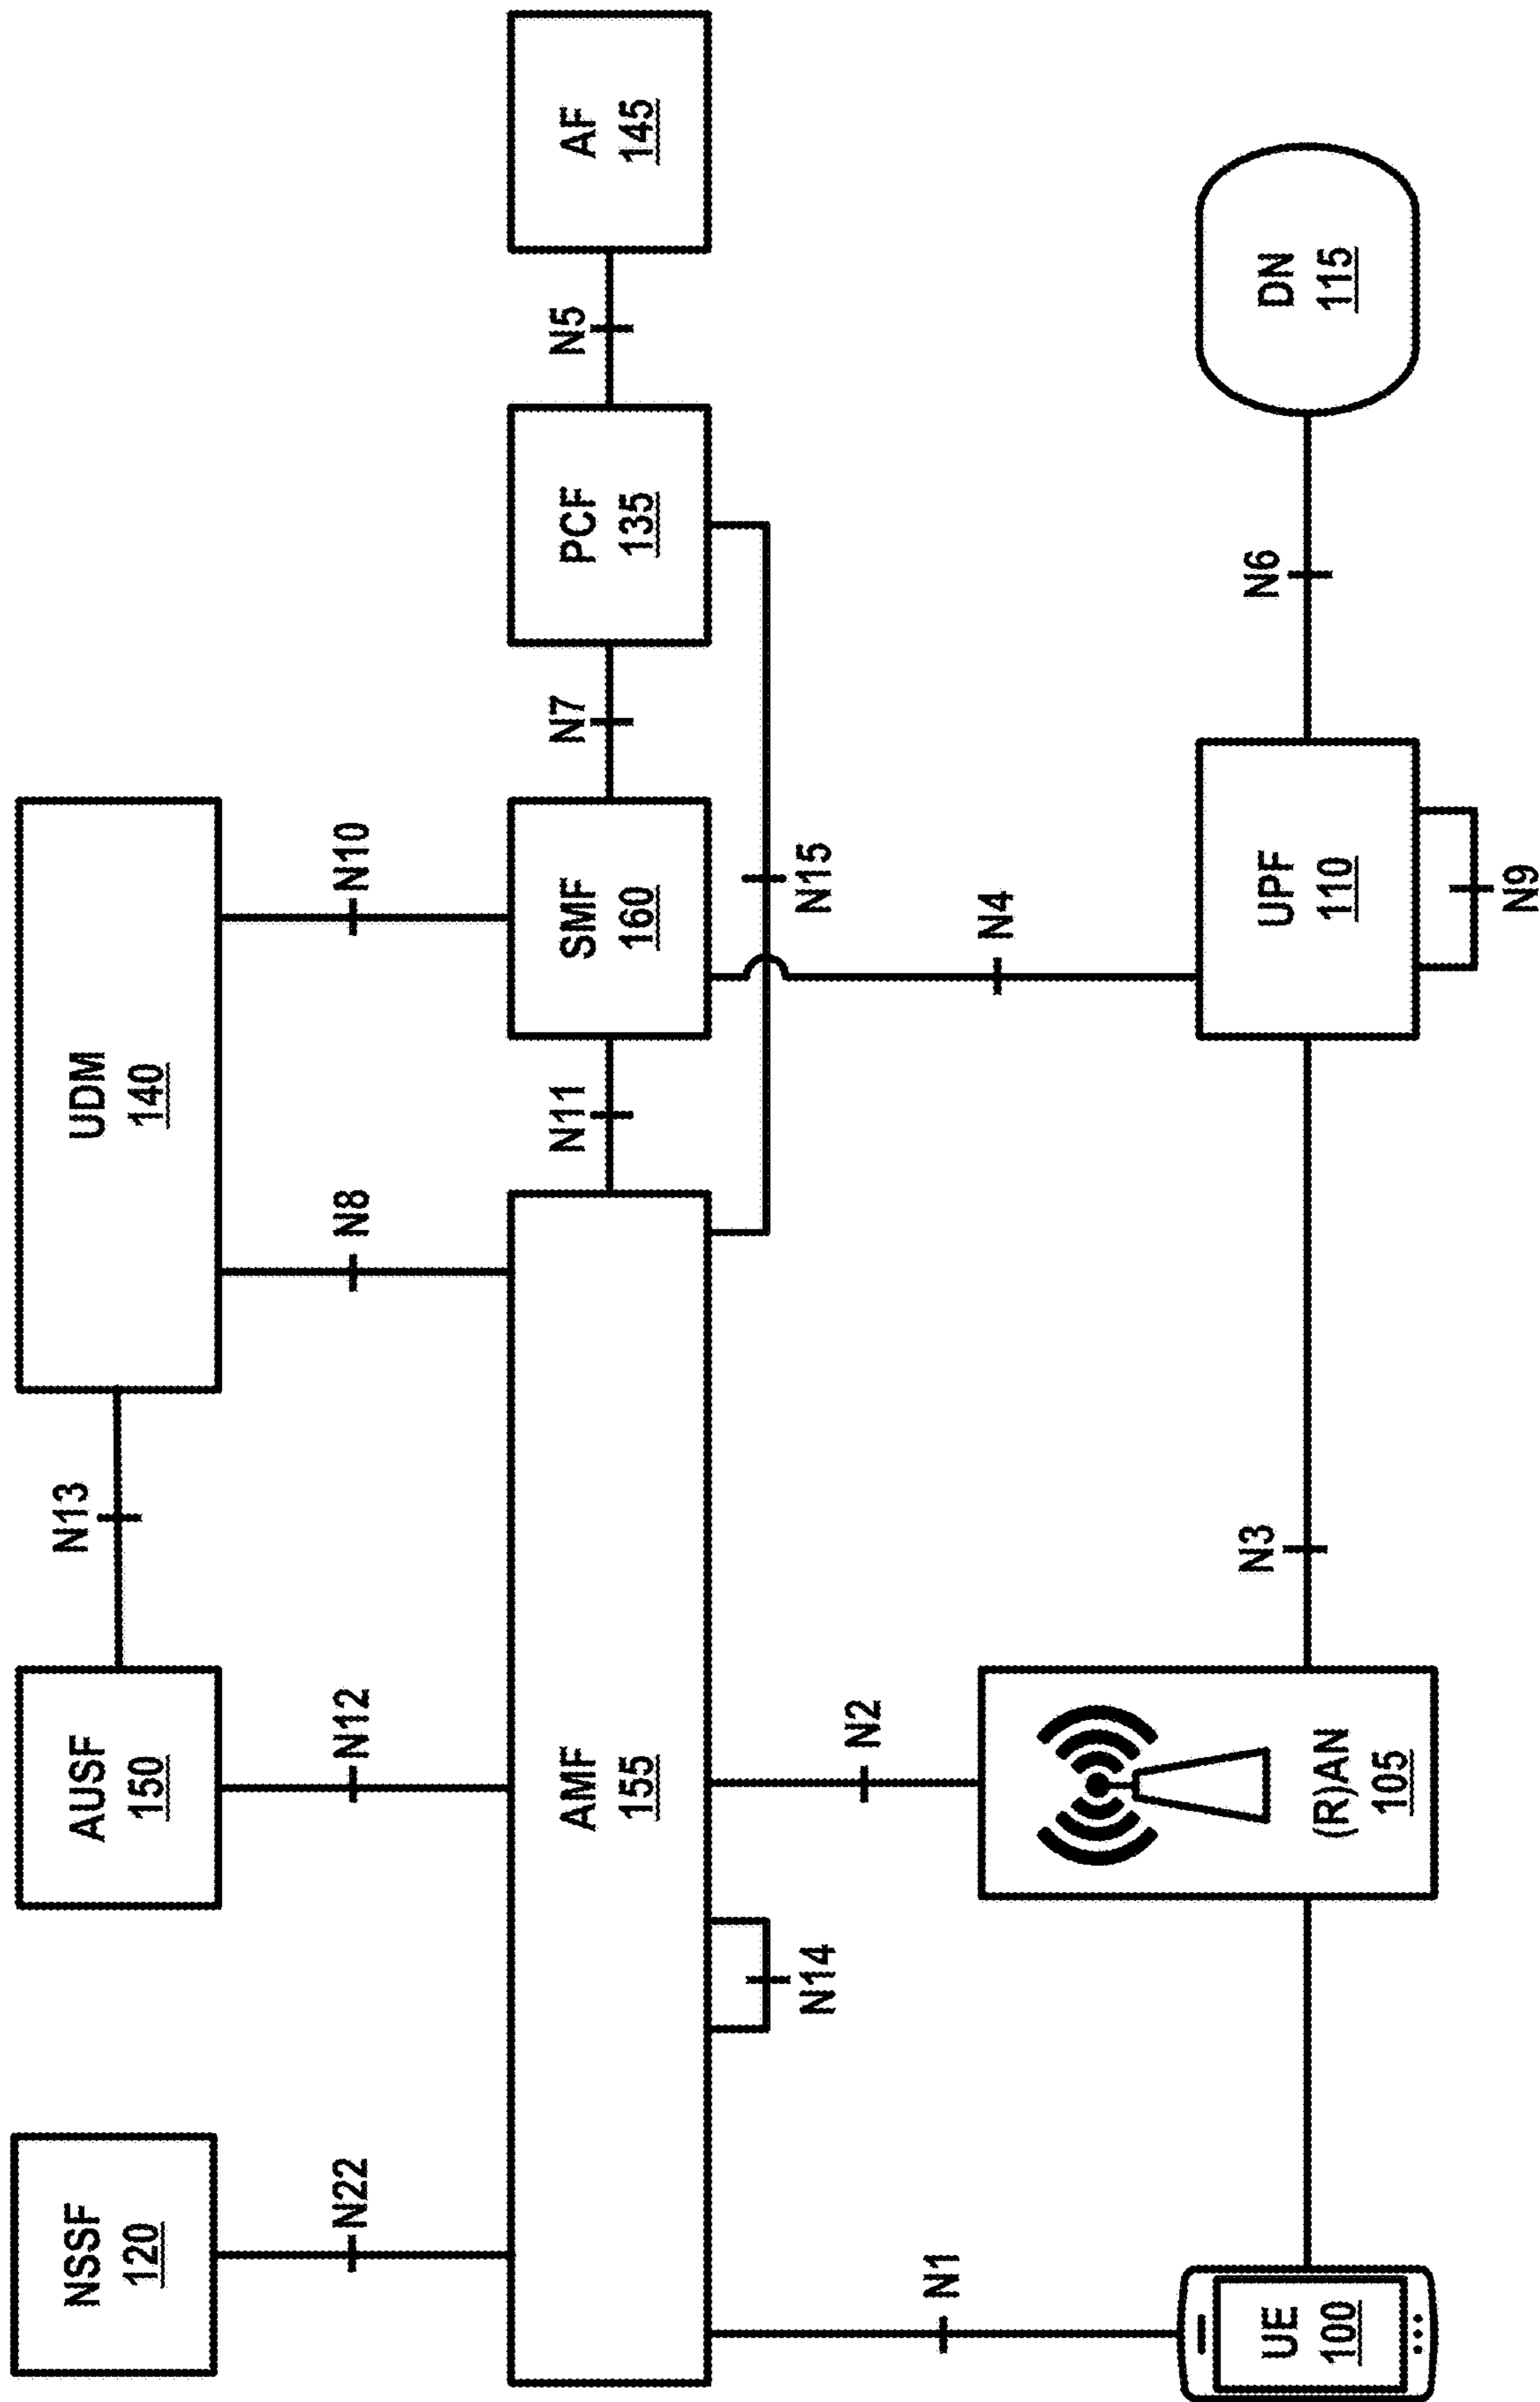 NSSF
120
AUSF
150
N13
UDM
140
N22
N12
N8
N10
AMF
155
N11
SMF
160
N7
PCF
135
N5
AF
145
N14
N15
N1
N2
N4
UE
100
(R)AN
105
N3
UPF
110
N6
DN
115
N9